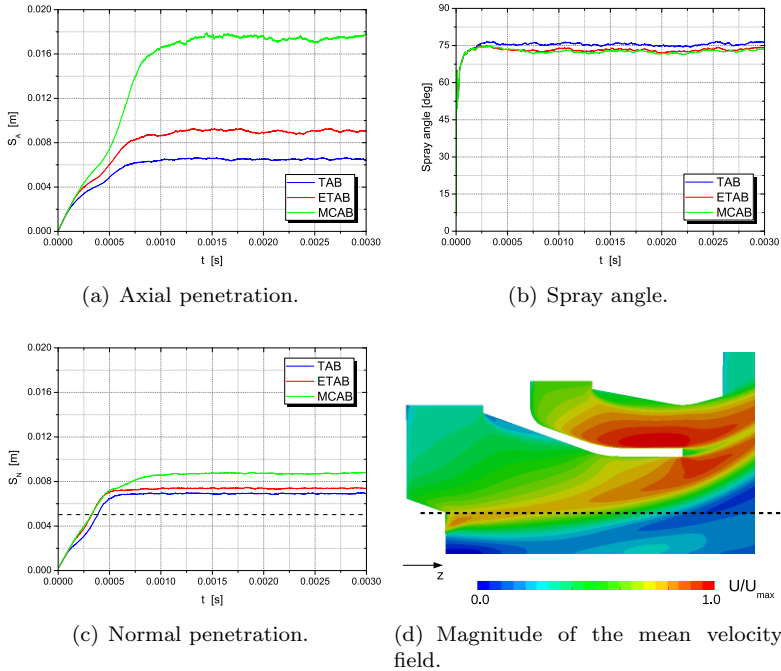 0.020
0.016
0.012
0.008
0.004
0.000
S_A [m]
TAB
ETAB
MCAB
0.0000 0.0005 0.0010 0.0015 0.0020 0.0025 0.0030
t [s]
(a) Axial penetration.
90
75
60
45
30
15
0
Spray angle [deg]
TAB
ETAB
MCAB
0.0000 0.0005 0.0010 0.0015 0.0020 0.0025 0.0030
t [s]
(b) Spray angle.
0.020
0.016
0.012
0.008
0.004
0.000
S_N [m]
TAB
ETAB
MCAB
0.0000 0.0005 0.0010 0.0015 0.0020 0.0025 0.0030
t [s]
(c) Normal penetration.
z
0.0 1.0
U/U_max
(d) Magnitude of the mean velocity
field.